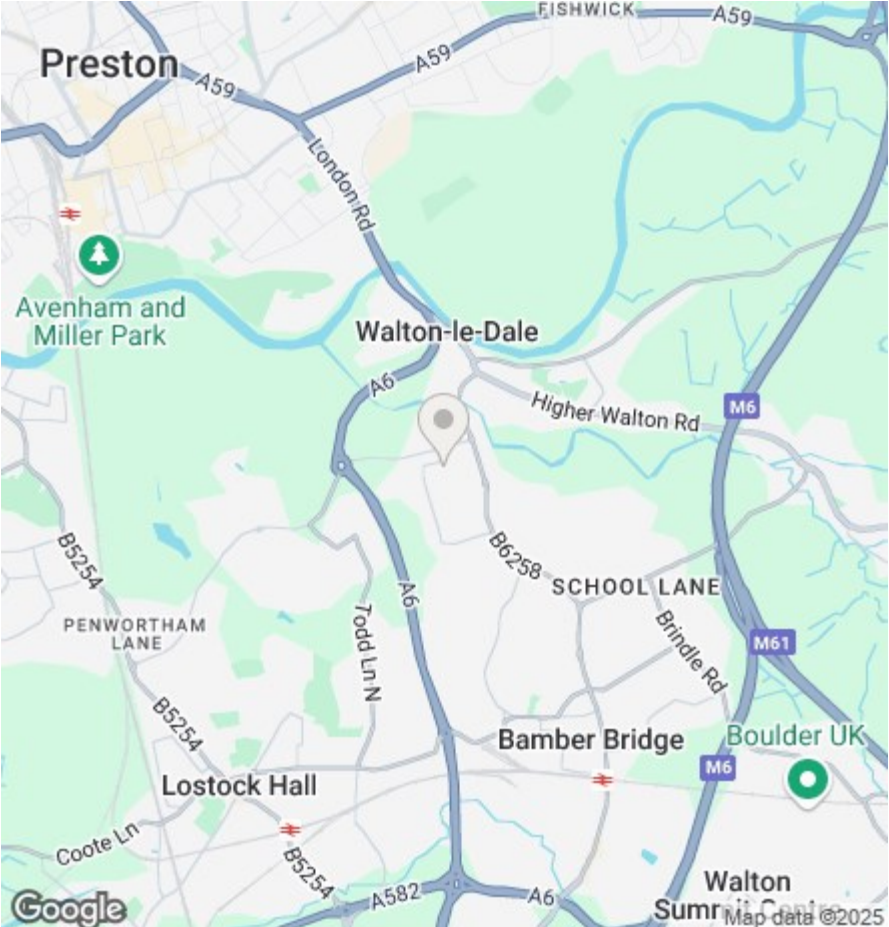 FISHWICK
A59
Preston
A59
A59
London Rd
Avenham and
Miller Park
Walton-le-Dale
A6
Higher Walton Rd
M6
B5254
B6258
SCHOOL LANE
A6
PENWORTHAM
LANE
Todd Ln N
Brindle Rd
M61
B5254
Bamber Bridge
Boulder UK
M6
Lostock Hall
Coote Ln
B5254
A582
A6
Walton
Summit Centre
Google
Map data ©2025